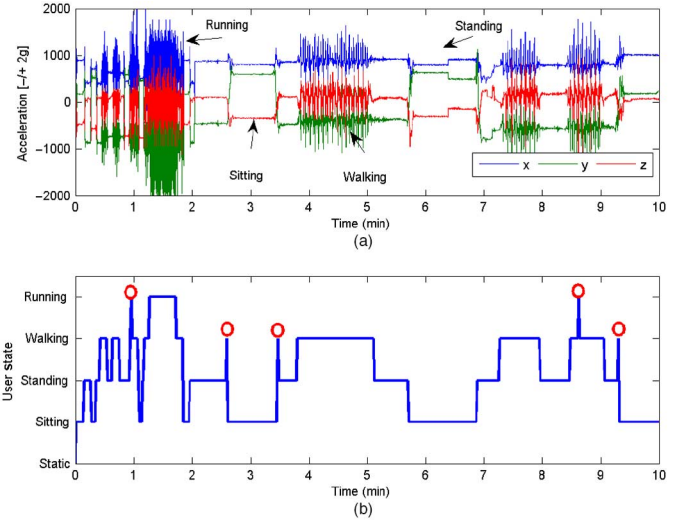 2000
1000
0
−1000
−2000
Acceleration [−/+ 2g]
Running
Standing
Sitting
Walking
x y z
0 1 2 3 4 5 6 7 8 9 10
Time (min)
(a)
Running
Walking
Standing
Sitting
Static
User state
0 1 2 3 4 5 6 7 8 9 10
Time (min)
(b)